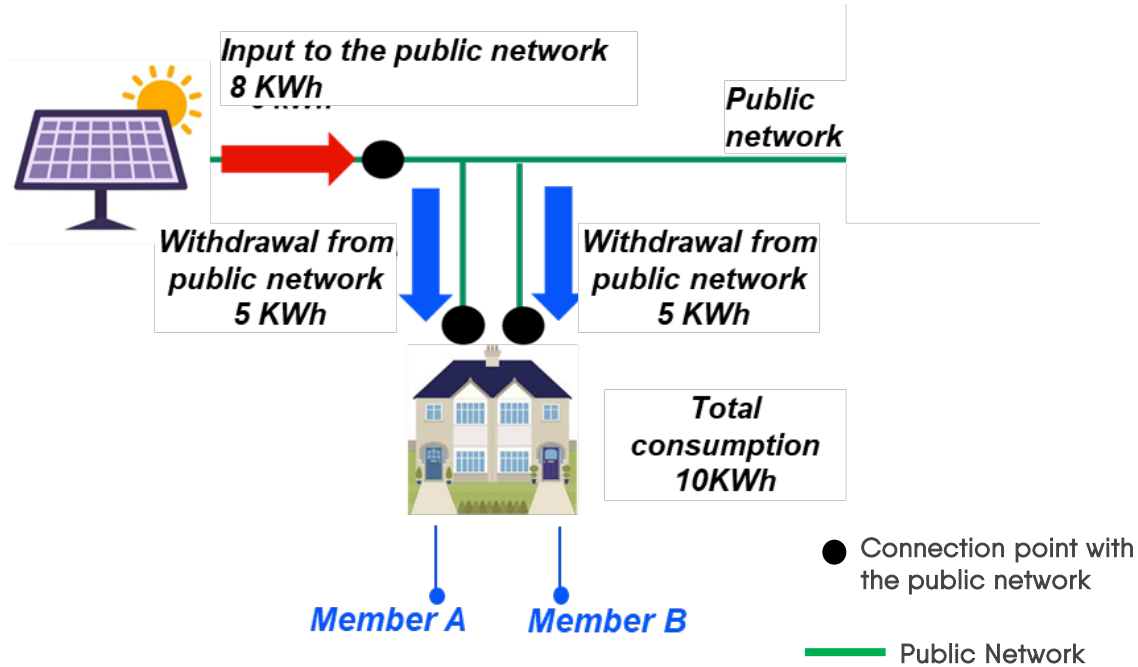 Input to the public network
8 KWh
Public
network
Withdrawal from
public network
5 KWh
Withdrawal from
public network
5 KWh
Total
consumption
10KWh
Member A
Member B
Connection point with
the public network
Public Network